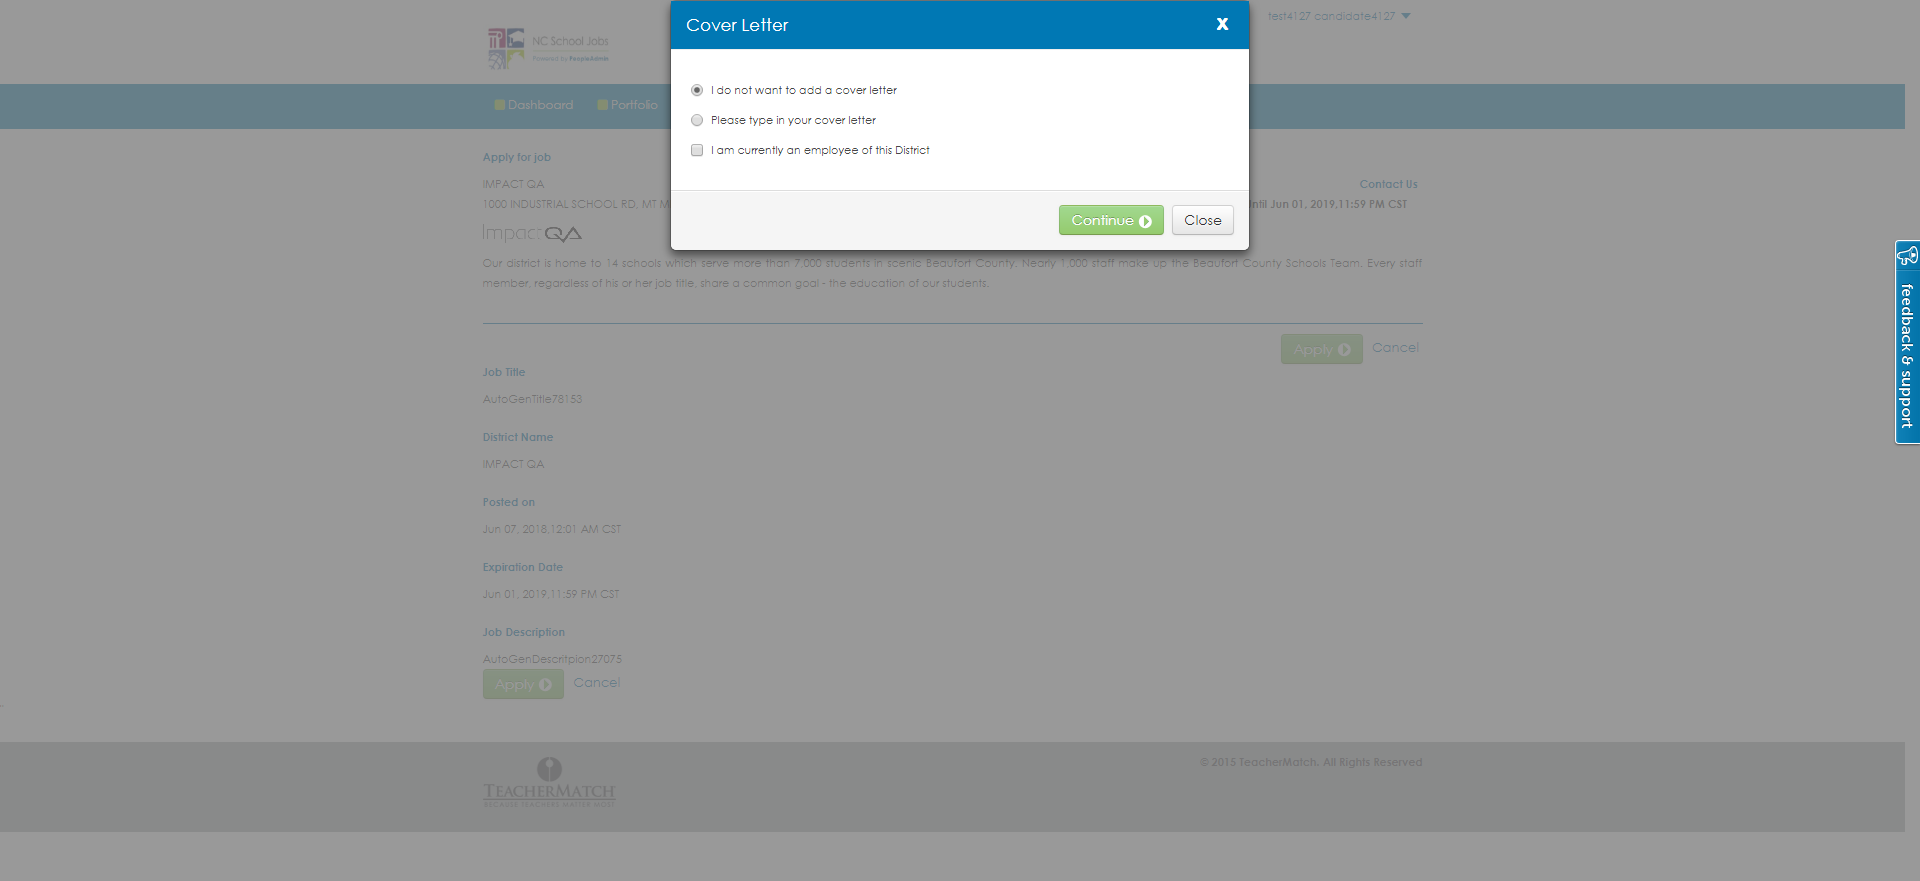 Cover Letter
X
test4127 candidate4127
NC School Jobs
Powered by PeopleAdmin
Dashboard
Portfolio
I do not want to add a cover letter
Please type in your cover letter
I am currently an employee of this District
Continue
Close
Apply for job
IMPACT QA
Contact Us
1000 INDUSTRIAL SCHOOL RD, MT M
Until Jun 01, 2019,11:59 PM CST
Impact QA
Our district is home to 14 schools which serve more than 7,000 students in scenic Beaufort County. Nearly 1,000 staff make up the Beaufort County Schools Team. Every staff
member, regardless of his or her job title, share a common goal - the education of our students.
Apply
Cancel
Job Title
AutoGenTitle78153
District Name
IMPACT QA
Posted on
Jun 07, 2018,12:01 AM CST
Expiration Date
Jun 01, 2019,11:59 PM CST
Job Description
AutoGenDescritpion27075
Apply
Cancel
feedback & support
© 2015 TeacherMatch. All Rights Reserved
TEACHERMATCH
BECAUSE TEACHERS MATTER MOST